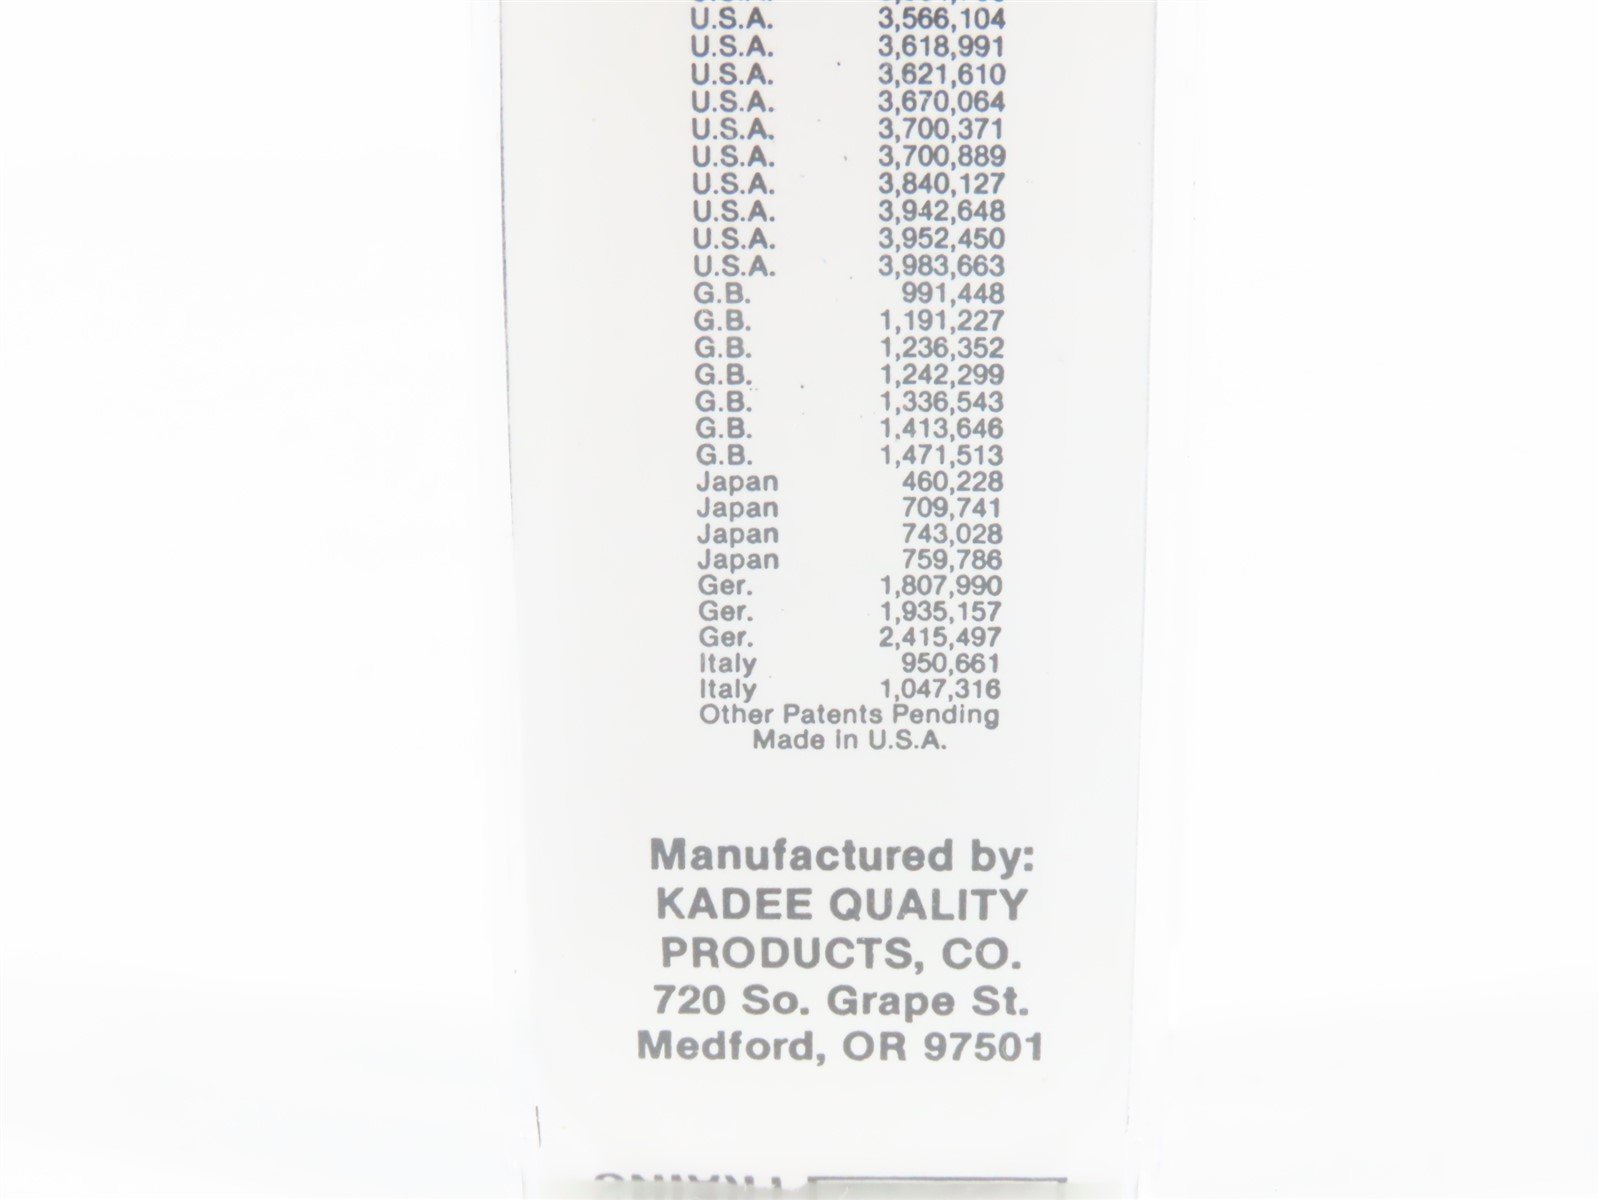 U.S.A. 3,566,104
U.S.A. 3,618,991
U.S.A. 3,621,610
U.S.A. 3,670,064
U.S.A. 3,700,371
U.S.A. 3,700,889
U.S.A. 3,840,127
U.S.A. 3,942,648
U.S.A. 3,952,450
U.S.A. 3,983,663
G.B. 991,448
G.B. 1,191,227
G.B. 1,236,352
G.B. 1,242,299
G.B. 1,336,543
G.B. 1,413,646
G.B. 1,471,513
Japan 460,228
Japan 709,741
Japan 743,028
Japan 759,786
Ger. 1,807,990
Ger. 1,935,157
Ger. 2,415,497
Italy 950,661
Italy 1,047,316
Other Patents Pending
Made in U.S.A.
Manufactured by:
KADEE QUALITY
PRODUCTS, CO.
720 So. Grape St.
Medford, OR 97501